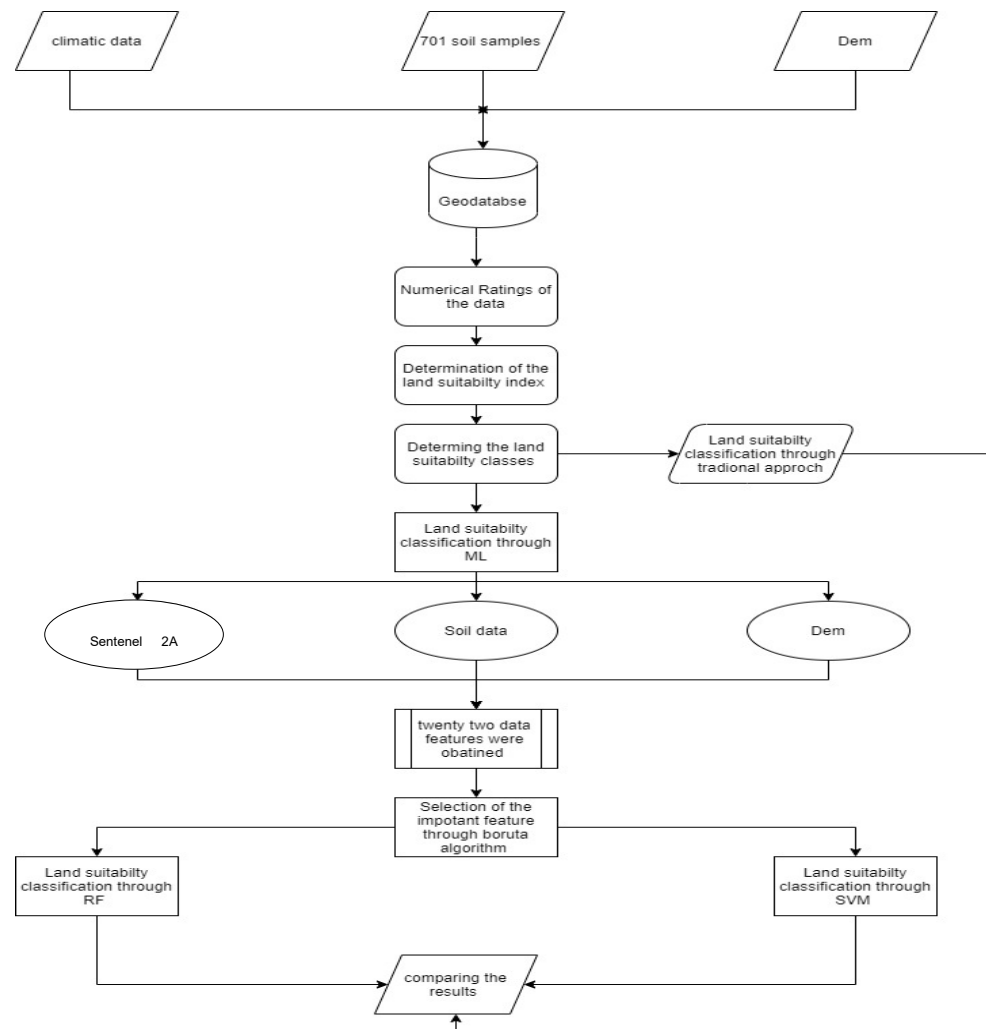 climatic data
701 soil samples
Dem
Geodatabse
Numerical Ratings of
the data
Determination of the
land suitabilty index
Determing the land
suitabilty classes
Land suitabilty
classification through
tradional approch
Land suitabilty
classification through
ML
Sentenel 2A
Soil data
Dem
twenty two data
features were
obatined
Selection of the
impotant feature
through boruta
algorithm
Land suitabilty
classification through
RF
Land suitabilty
classification through
SVM
comparing the
results